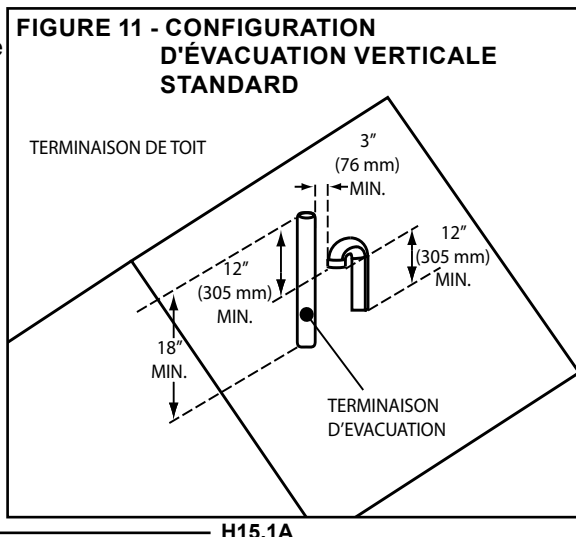 e
FIGURE 11 - CONFIGURATION
D'ÉVACUATION VERTICALE
STANDARD
TERMINAISON DE TOIT
3"
(76 mm)
MIN.
12"
(305 mm)
MIN.
12"
(305 mm)
MIN.
18"
MIN.
TERMINAISON
D'EVACUATION
H15.1A